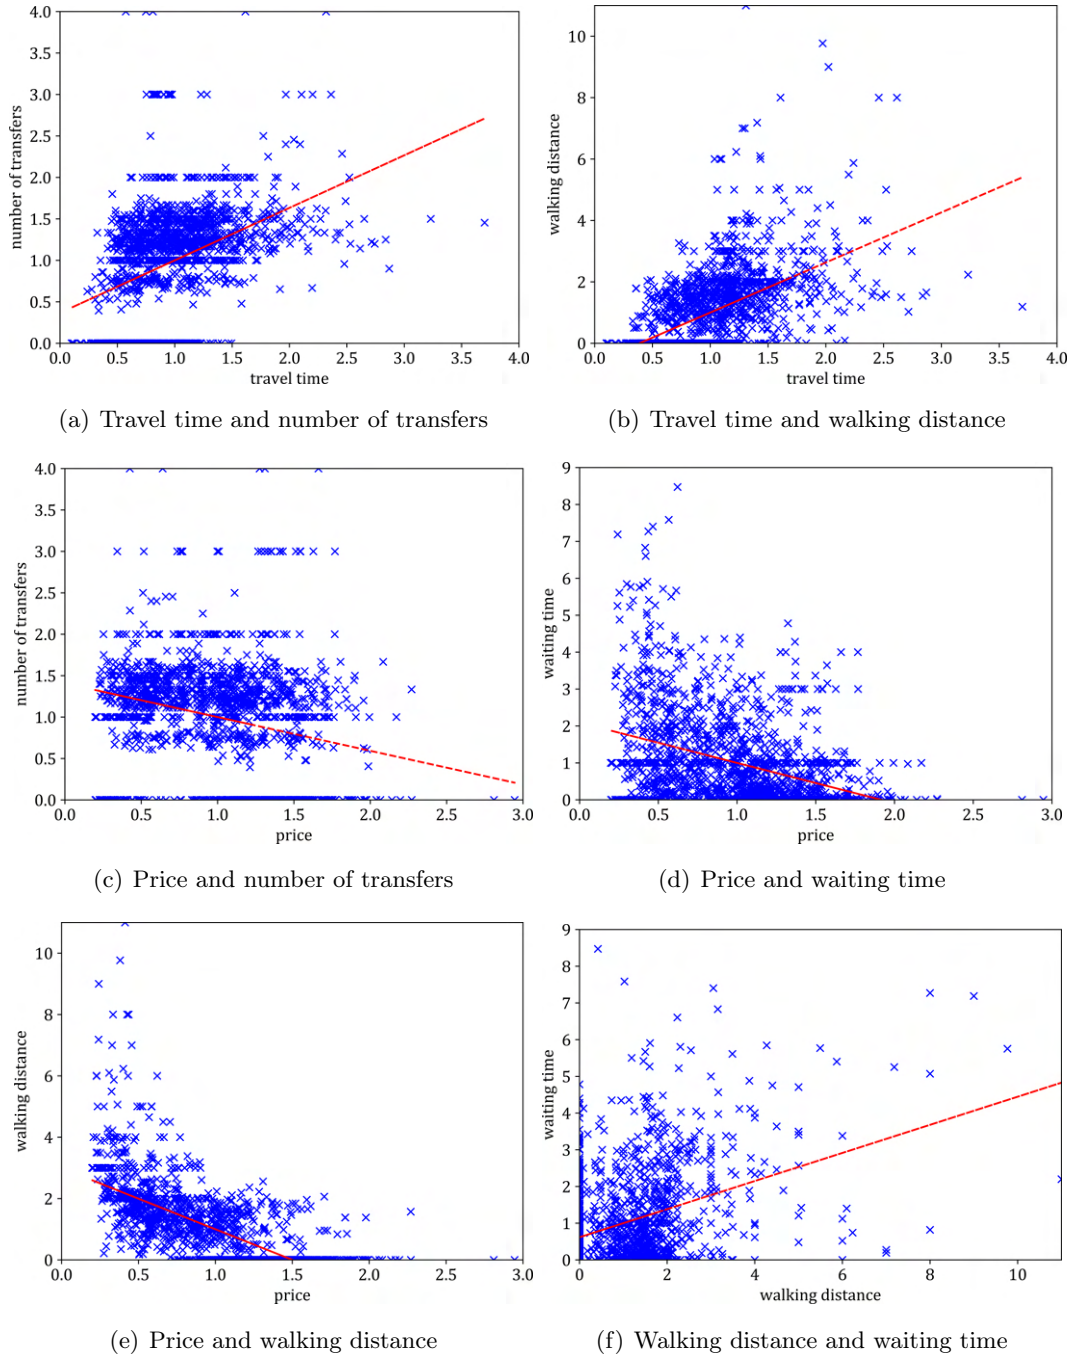 4.0
3.5
3.0
2.5
2.0
1.5
1.0
0.5
0.0
number of transfers
0.0 0.5 1.0 1.5 2.0 2.5 3.0 3.5 4.0
travel time
(a) Travel time and number of transfers
10
8
6
4
2
0
walking distance
0.0 0.5 1.0 1.5 2.0 2.5 3.0 3.5 4.0
travel time
(b) Travel time and walking distance
4.0
3.5
3.0
2.5
2.0
1.5
1.0
0.5
0.0
number of transfers
0.0 0.5 1.0 1.5 2.0 2.5 3.0
price
(c) Price and number of transfers
9
8
7
6
5
4
3
2
1
0
waiting time
0.0 0.5 1.0 1.5 2.0 2.5 3.0
price
(d) Price and waiting time
10
8
6
4
2
0
walking distance
0.0 0.5 1.0 1.5 2.0 2.5 3.0
price
(e) Price and walking distance
9
8
7
6
5
4
3
2
1
0
waiting time
0 2 4 6 8 10
walking distance
(f) Walking distance and waiting time